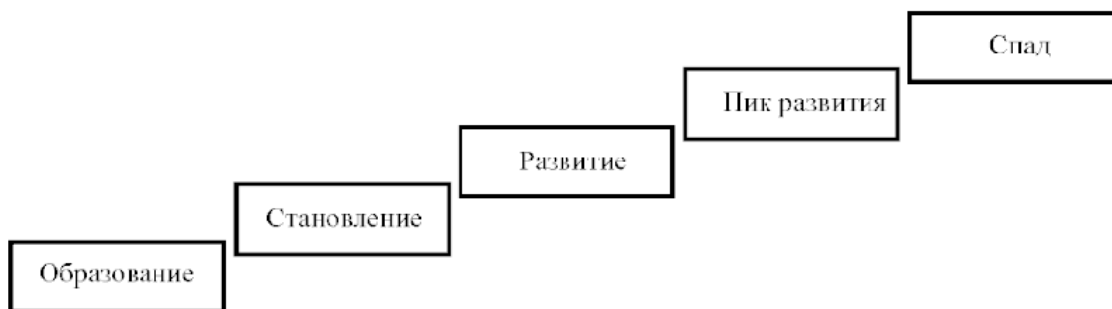 Спад
Пик развития
Развитие
Становление
Образование